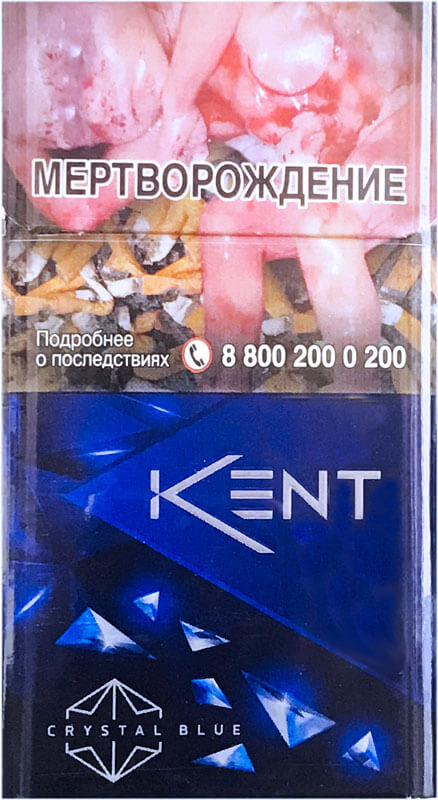 МЕРТВОРОЖДЕНИЕ
Подробнее
о последствиях 8 800 200 0 200
KENT
CRYSTAL BLUE